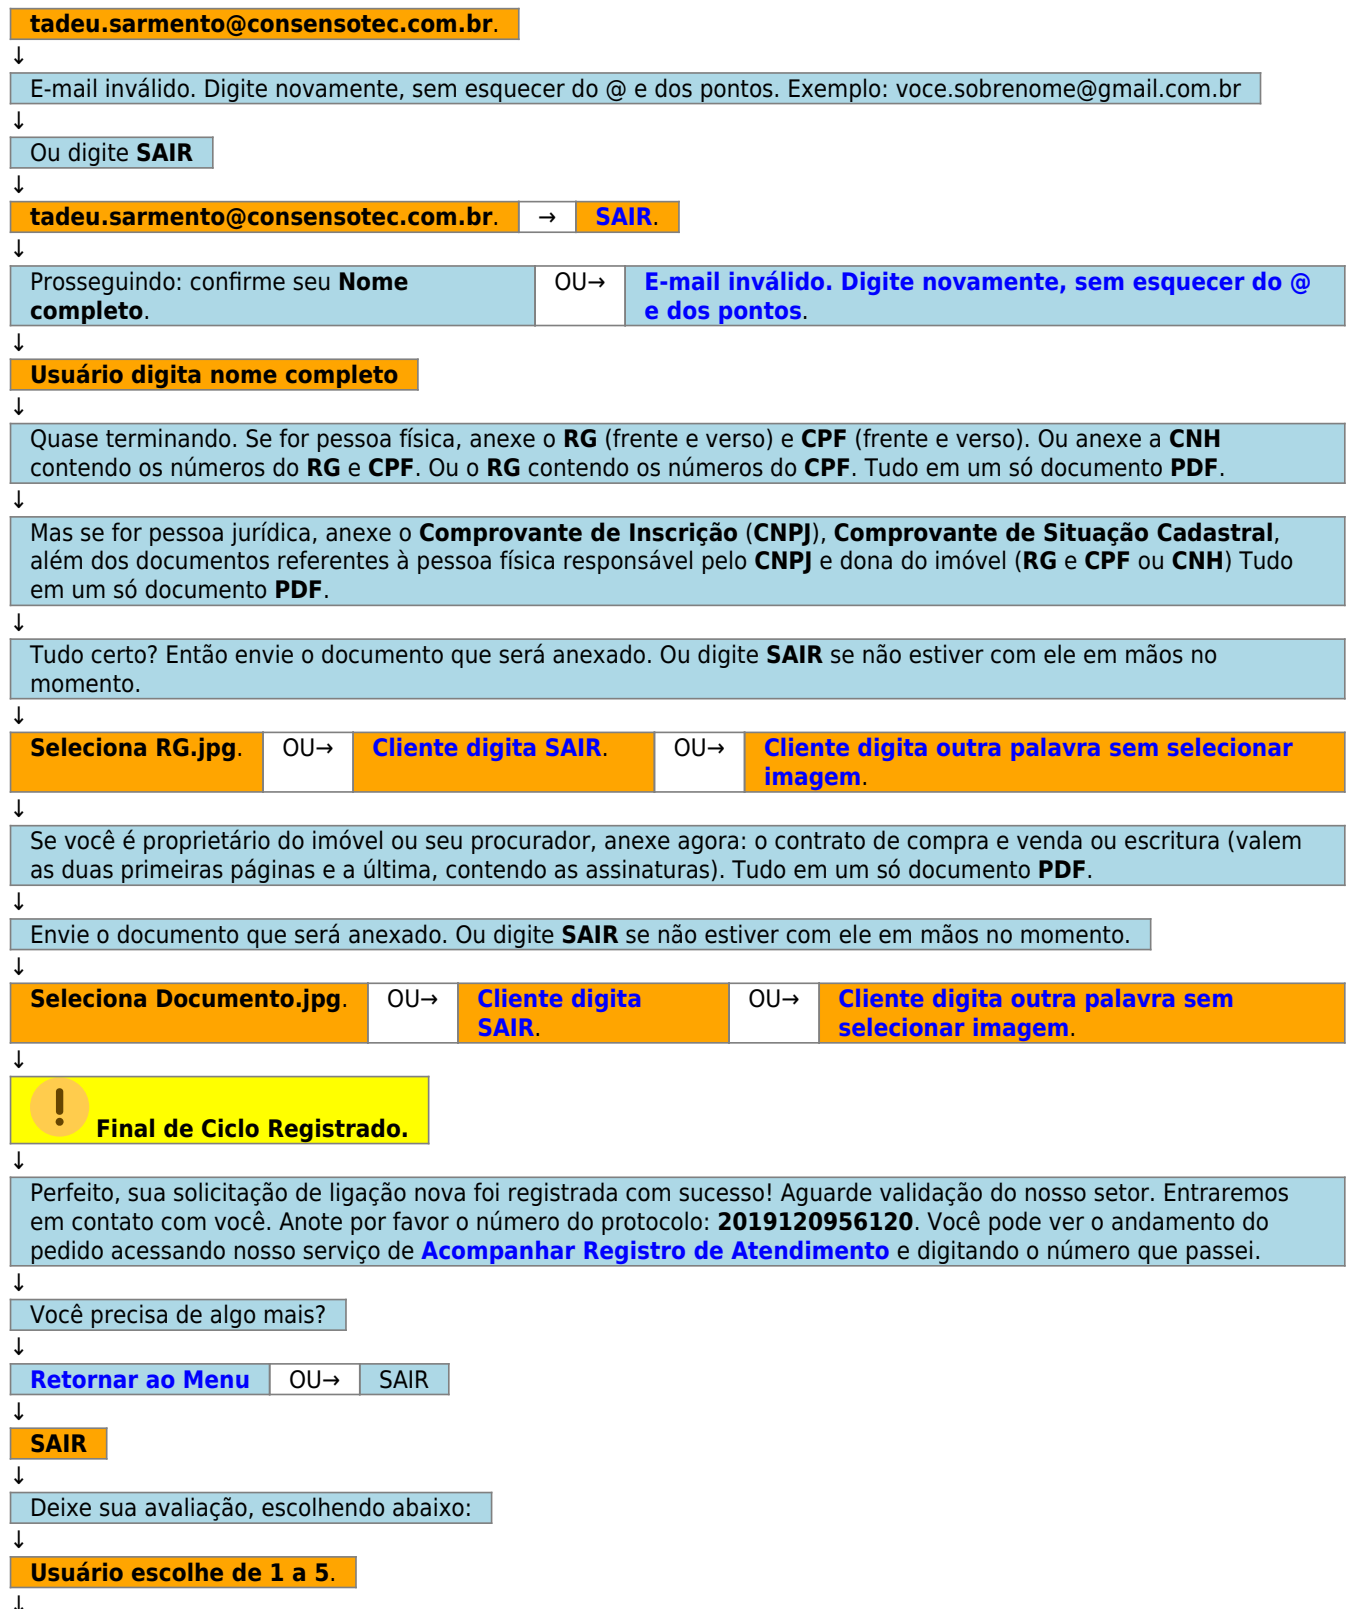 tadeu.sarmento@consensotec.com.br.
↓
E-mail inválido. Digite novamente, sem esquecer do @ e dos pontos. Exemplo: voce.sobrenome@gmail.com.br
↓
Ou digite SAIR
↓
tadeu.sarmento@consensotec.com.br. → SAIR.
↓
Prosseguindo: confirme seu Nome OU→ E-mail inválido. Digite novamente, sem esquecer do @
completo. e dos pontos.
↓
Usuário digita nome completo
↓
Quase terminando. Se for pessoa física, anexe o RG (frente e verso) e CPF (frente e verso). Ou anexe a CNH
contendo os números do RG e CPF. Ou o RG contendo os números do CPF. Tudo em um só documento PDF.
↓
Mas se for pessoa jurídica, anexe o Comprovante de Inscrição (CNPJ), Comprovante de Situação Cadastral,
além dos documentos referentes à pessoa física responsável pelo CNPJ e dona do imóvel (RG e CPF ou CNH) Tudo
em um só documento PDF.
↓
Tudo certo? Então envie o documento que será anexado. Ou digite SAIR se não estiver com ele em mãos no
momento.
↓
Seleciona RG.jpg. OU→ Cliente digita SAIR. OU→ Cliente digita outra palavra sem selecionar
imagem.
↓
Se você é proprietário do imóvel ou seu procurador, anexe agora: o contrato de compra e venda ou escritura (valem
as duas primeiras páginas e a última, contendo as assinaturas). Tudo em um só documento PDF.
↓
Envie o documento que será anexado. Ou digite SAIR se não estiver com ele em mãos no momento.
↓
Seleciona Documento.jpg. OU→ Cliente digita OU→ Cliente digita outra palavra sem
SAIR. selecionar imagem.
↓
Final de Ciclo Registrado.
↓
Perfeito, sua solicitação de ligação nova foi registrada com sucesso! Aguarde validação do nosso setor. Entraremos
em contato com você. Anote por favor o número do protocolo: 2019120956120. Você pode ver o andamento do
pedido acessando nosso serviço de Acompanhar Registro de Atendimento e digitando o número que passei.
↓
Você precisa de algo mais?
↓
Retornar ao Menu OU→ SAIR
↓
SAIR
↓
Deixe sua avaliação, escolhendo abaixo:
↓
Usuário escolhe de 1 a 5.
↓